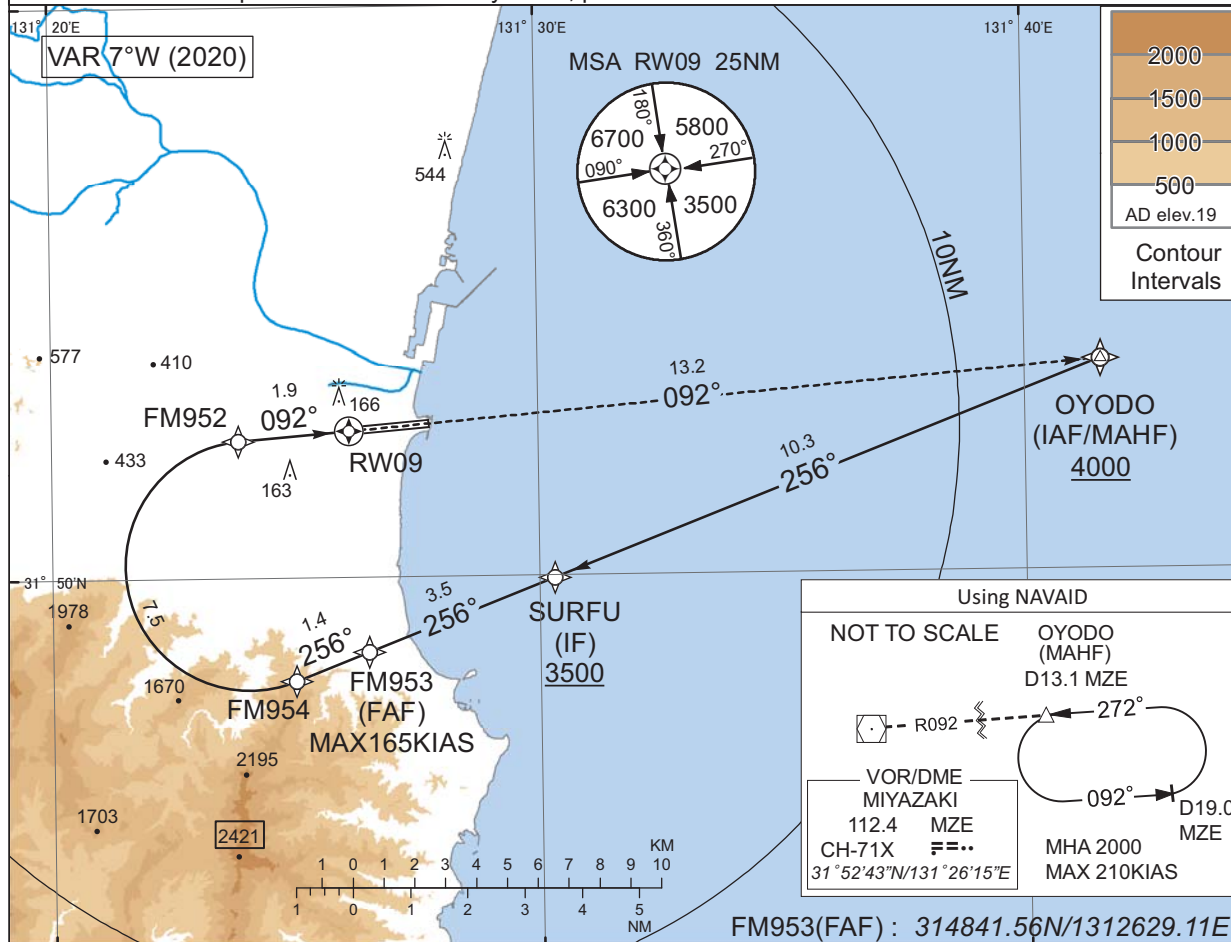 131° 20'E
131° 30'E
131° 40'E
VAR 7°W (2020)
MSA RW09 25NM
180°
6700
5800
090°
270°
6300
3500
360°
2000
1500
1000
500
AD elev.19
Contour
Intervals
544
10NM
577
410
1.9
092°
166
FM952
RW09
433
163
13.2
092°
OYODO
(IAF/MAHF)
4000
10.3
256°
31° 50'N
1978
7.5
1.4
256°
3.5
256°
SURFU
(IF)
3500
1670
FM954
FM953
(FAF)
MAX165KIAS
2195
1703
2421
KM
1 0 1 2 3 4 5 6 7 8 9 10
1 0 1 2 3 4 5
NM
Using NAVAID
NOT TO SCALE
OYODO
(MAHF)
D13.1 MZE
R092
272°
092°
D19.0
MZE
VOR/DME
MIYAZAKI
112.4 MZE
CH-71X
31°52'43"N/131°26'15"E
MHA 2000
MAX 210KIAS
FM953(FAF) : 314841.56N/1312629.11E